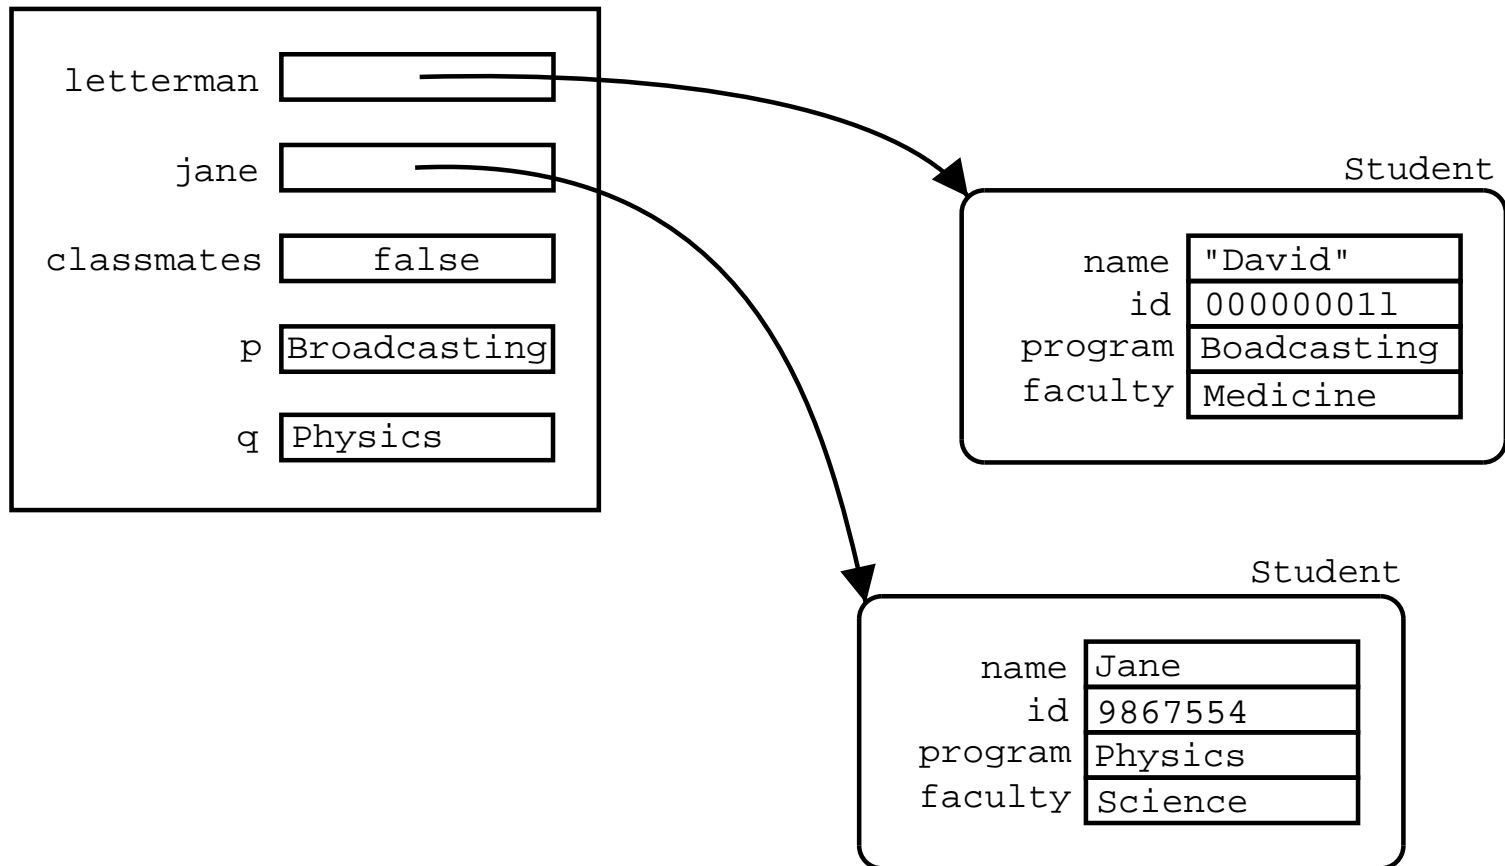 letterman
jane
classmates false
p Broadcasting
q Physics
Student
name "David"
id 00000001l
program Boadcasting
faculty Medicine
Student
name Jane
id 9867554
program Physics
faculty Science